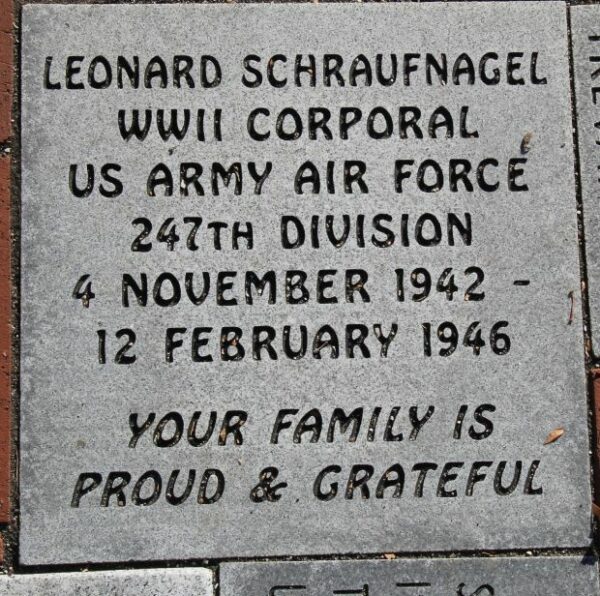 LEONARD SCHRAUFNAGEL
WWII CORPORAL
US ARMY AIR FORCE
247TH DIVISION
4 NOVEMBER 1942 -
12 FEBRUARY 1946
YOUR FAMILY IS
PROUD & GRATEFUL